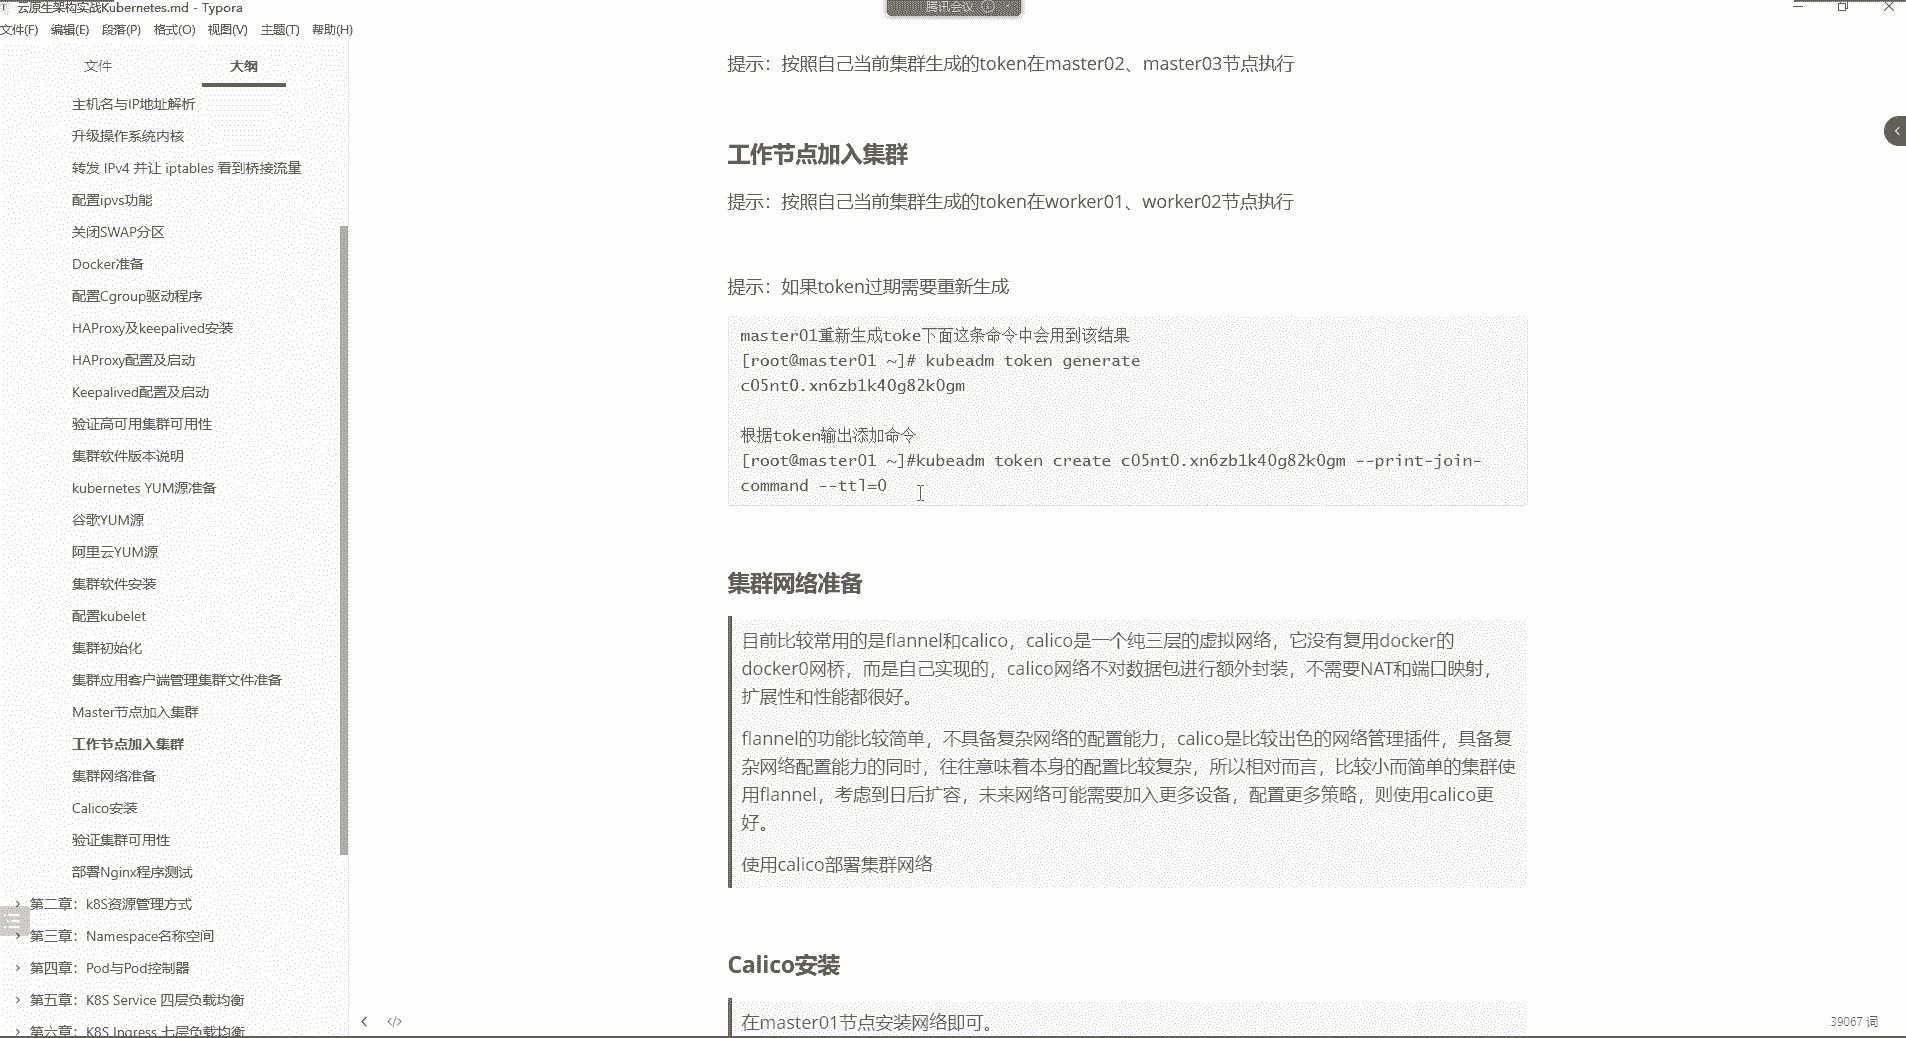 云原生架构实战Kubernetes.md - Typora
腾讯会议
文件(F) 编辑(E) 段落(P) 格式(O) 视图(V) 主题(T) 帮助(H)
文件 大纲
主机名与IP地址解析
升级操作系统内核
转发 IPv4 并让 iptables 看到桥接流量
配置ipvs功能
关闭SWAP分区
Docker准备
配置Cgroup驱动程序
HAProxy及keepalived安装
HAProxy配置及启动
Keepalived配置及启动
验证高可用集群可用性
集群软件版本说明
kubernetes YUM源准备
谷歌YUM源
阿里云YUM源
集群软件安装
配置kubelet
集群初始化
集群应用客户端管理集群文件准备
Master节点加入集群
工作节点加入集群
集群网络准备
Calico安装
验证集群可用性
部署Nginx程序测试
第二章：k8S资源管理方式
第三章：Namespace名称空间
第四章：Pod与Pod控制器
第五章：K8S Service 四层负载均衡
第六章：K8S Ingress 七层负载均衡
提示：按照自己当前集群生成的token在master02、master03节点执行
工作节点加入集群
提示：按照自己当前集群生成的token在worker01、worker02节点执行
提示：如果token过期需要重新生成
master01重新生成toke下面这条命令中会用到该结果
[root@master01 ~]# kubeadm token generate
c05nt0.xn6zb1k40g82k0gm
根据token输出添加命令
[root@master01 ~]#kubeadm token create c05nt0.xn6zb1k40g82k0gm --print-join-
command --ttl=0
集群网络准备
目前比较常用的是flannel和calico，calico是一个纯三层的虚拟网络，它没有复用docker的
docker0网桥，而是自己实现的，calico网络不对数据包进行额外封装，不需要NAT和端口映射，
扩展性和性能都很好。
flannel的功能比较简单，不具备复杂网络的配置能力，calico是比较出色的网络管理插件，具备复
杂网络配置能力的同时，往往意味着本身的配置比较复杂，所以相对而言，比较小而简单的集群使
用flannel，考虑到日后扩容，未来网络可能需要加入更多设备，配置更多策略，则使用calico更
好。
使用calico部署集群网络
Calico安装
在master01节点安装网络即可。
39067 词